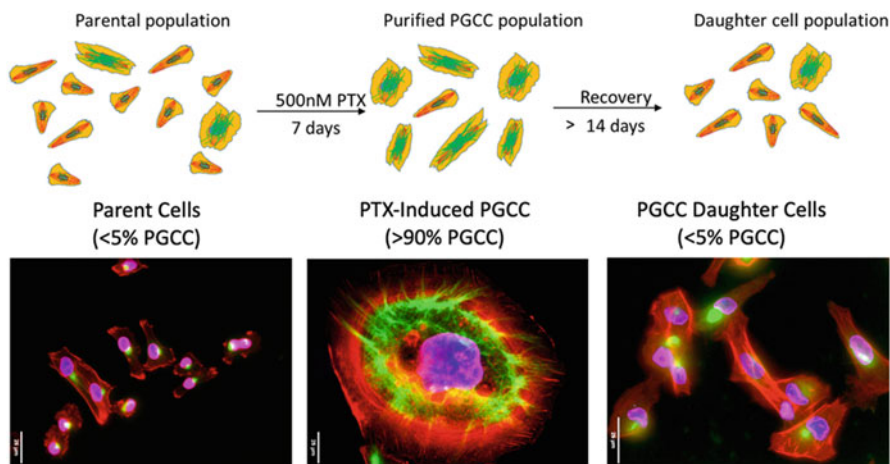 Parental population
Purified PGCC population
Daughter cell population
500nM PTX
7 days
Recovery
> 14 days
Parent Cells
(<5% PGCC)
PTX-Induced PGCC
(>90% PGCC)
PGCC Daughter Cells
(<5% PGCC)